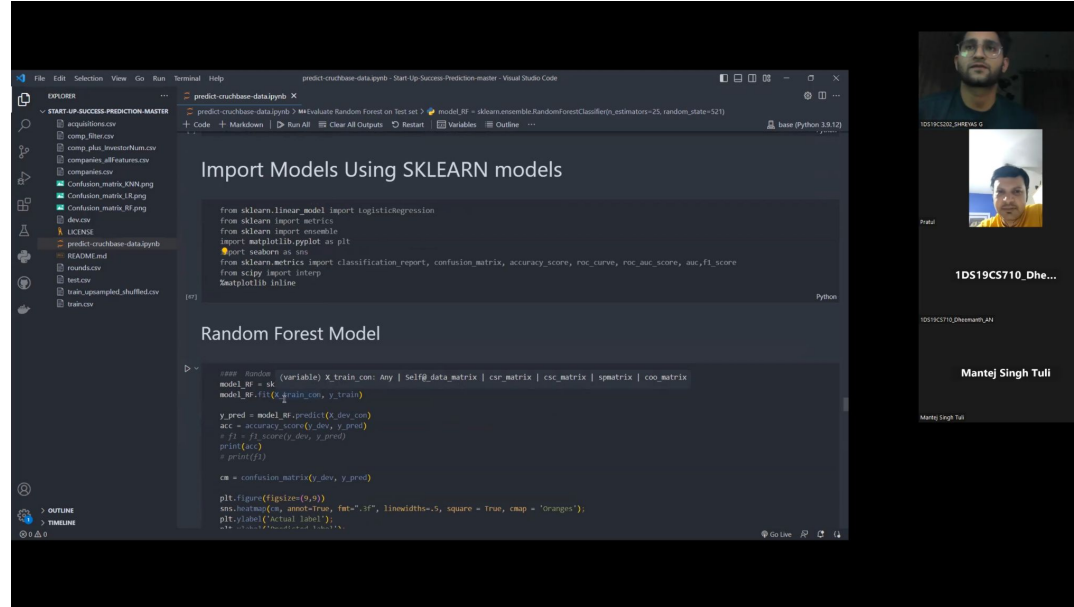 File Edit Selection View Go Run Terminal Help
predict-cruchbase-data.ipynb - Start-Up-Success-Prediction-master - Visual Studio Code
EXPLORER
START-UP-SUCCESS-PREDICTION-MASTER
acquisitions.csv
comp_filter.csv
comp_plus_InvestorNum.csv
companies_allFeatures.csv
companies.csv
Confusion_matrix_KNN.png
Confusion_matrix_LR.png
Confusion_matrix_RF.png
dev.csv
LICENSE
predict-cruchbase-data.ipynb
README.md
rounds.csv
test.csv
train_upsampled_shuffled.csv
train.csv
OUTLINE
TIMELINE
0 0
predict-cruchbase-data.ipynb
predict-cruchbase-data.ipynb > Evaluate Random Forest on Test set > model_RF = sklearn.ensemble.RandomForestClassifier(n_estimators=25, random_state=521)
+ Code + Markdown Run All Clear All Outputs Restart Variables Outline ... base (Python 3.9.12)
Import Models Using SKLEARN models
from sklearn.linear_model import LogisticRegression
from sklearn import metrics
from sklearn import ensemble
import matplotlib.pyplot as plt
port seaborn as sns
from sklearn.metrics import classification_report, confusion_matrix, accuracy_score, roc_curve, roc_auc_score, auc,f1_score
from scipy import interp
%matplotlib inline
Python
Random Forest Model
#### Random
(variable) X_train_con: Any | Self@_data_matrix | csr_matrix | csc_matrix | spmatrix | coo_matrix
model_RF = sk
model_RF.fit(X_train_con, y_train)
y_pred = model_RF.predict(X_dev_con)
acc = accuracy_score(y_dev, y_pred)
# f1 = f1_score(y_dev, y_pred)
print(acc)
# print(f1)
cm = confusion_matrix(y_dev, y_pred)
plt.figure(figsize=(9,9))
sns.heatmap(cm, annot=True, fmt=".3f", linewidths=.5, square = True, cmap = 'Oranges');
plt.ylabel('Actual label');
Go Live
1DS19CS202_SHREYAS G
Pratul
1DS19CS710_Dhe...
1DS19CS710_Dheemanth_AN
Mantej Singh Tuli
Mantej Singh Tuli